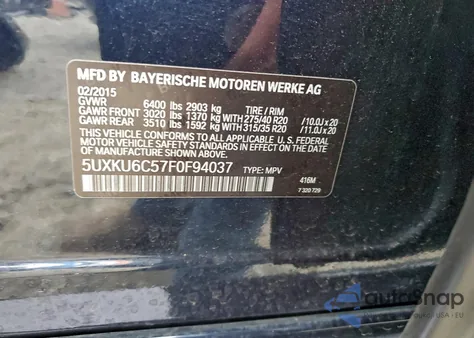 MFD BY BAYERISCHE MOTOREN WERKE AG
02/2015
GVWR 6400 lbs 2903 kg TIRE / RIM
GAWR FRONT 3020 lbs 1370 kg WITH 275/40 R20 /10.0J x 20
GAWR REAR 3510 lbs 1592 kg WITH 315/35 R20 /11.0J x 20
THIS VEHICLE CONFORMS TO ALL APPLICABLE U.S. FEDERAL
MOTOR VEHICLE SAFETY STANDARDS IN EFFECT ON THE DATE OF
MANUFACTURE SHOWN ABOVE.
5UXKU6C57F0F94037 TYPE: MPV
416M
7 320 729
autoSnap